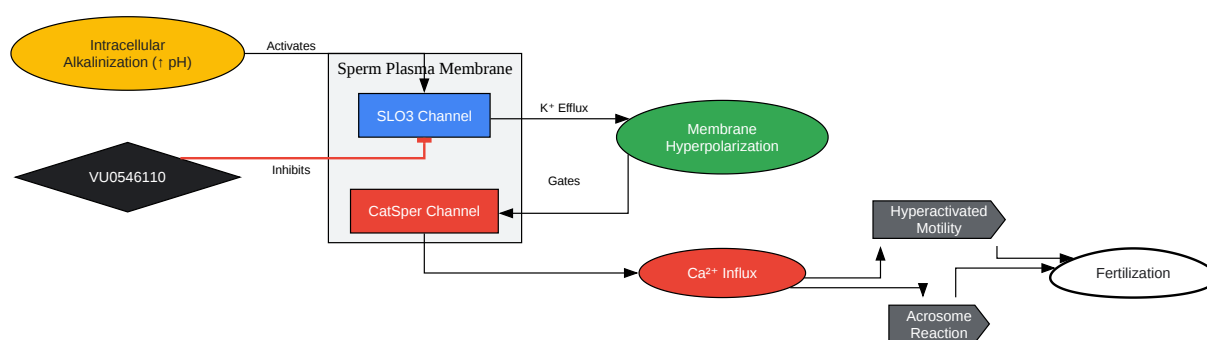 Intracellular
Alkalinization (↑ pH)
Activates
Sperm Plasma Membrane
SLO3 Channel
K⁺ Efflux
Membrane
Hyperpolarization
VU0546110
Inhibits
Gates
CatSper Channel
Hyperactivated
Motility
Ca²⁺ Influx
Fertilization
Acrosome
Reaction